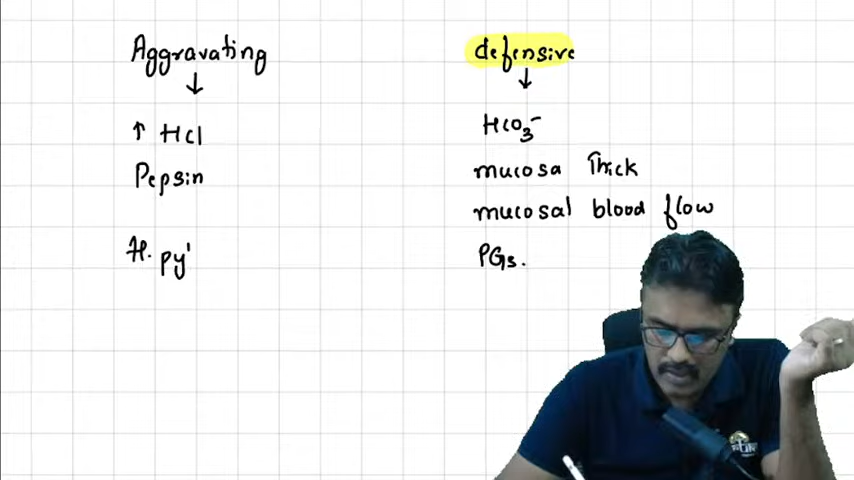 Aggravating
↓
↑ HCl
Pepsin
H. py'
defensive
↓
HCO3-
mucosa Thick
mucosal blood flow
PGs.